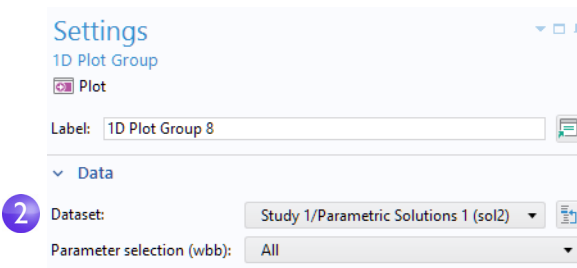 Settings
1D Plot Group
Plot
Label: 1D Plot Group 8
Data
2 Dataset: Study 1/Parametric Solutions 1 (sol2)
Parameter selection (wbb): All